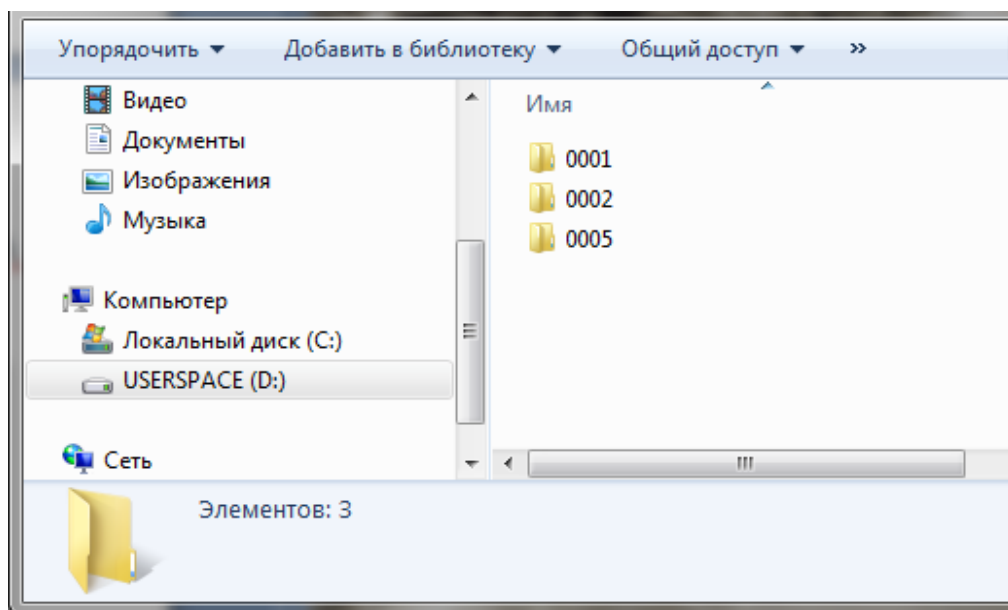 Упорядочить ▼ Добавить в библиотеку ▼ Общий доступ ▼ »
Видео
Документы
Изображения
Музыка
Компьютер
Локальный диск (C:)
USERSPACE (D:)
Сеть
Имя
0001
0002
0005
Элементов: 3